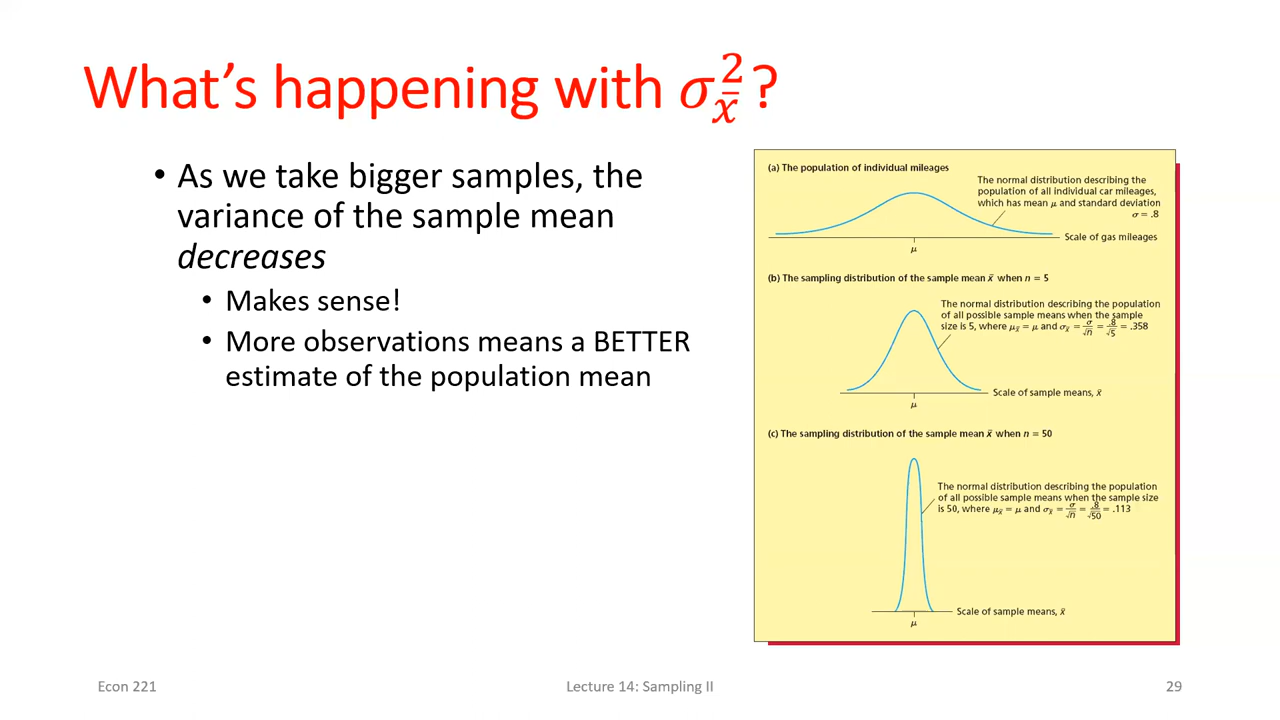 What's happening with σ²x̄?
• As we take bigger samples, the
variance of the sample mean
decreases
• Makes sense!
• More observations means a BETTER
estimate of the population mean
(a) The population of individual mileages
The normal distribution describing the
population of all individual car mileages,
which has mean μ and standard deviation
σ = .8
Scale of gas mileages
μ
(b) The sampling distribution of the sample mean x̄ when n = 5
The normal distribution describing the population
of all possible sample means when the sample
size is 5, where μx̄ = μ and σx̄ = σ/√n = .8/√5 = .358
Scale of sample means, x̄
μ
(c) The sampling distribution of the sample mean x̄ when n = 50
The normal distribution describing the population
of all possible sample means when the sample size
is 50, where μx̄ = μ and σx̄ = σ/√n = .8/√50 = .113
Scale of sample means, x̄
μ
Econ 221
Lecture 14: Sampling II
29